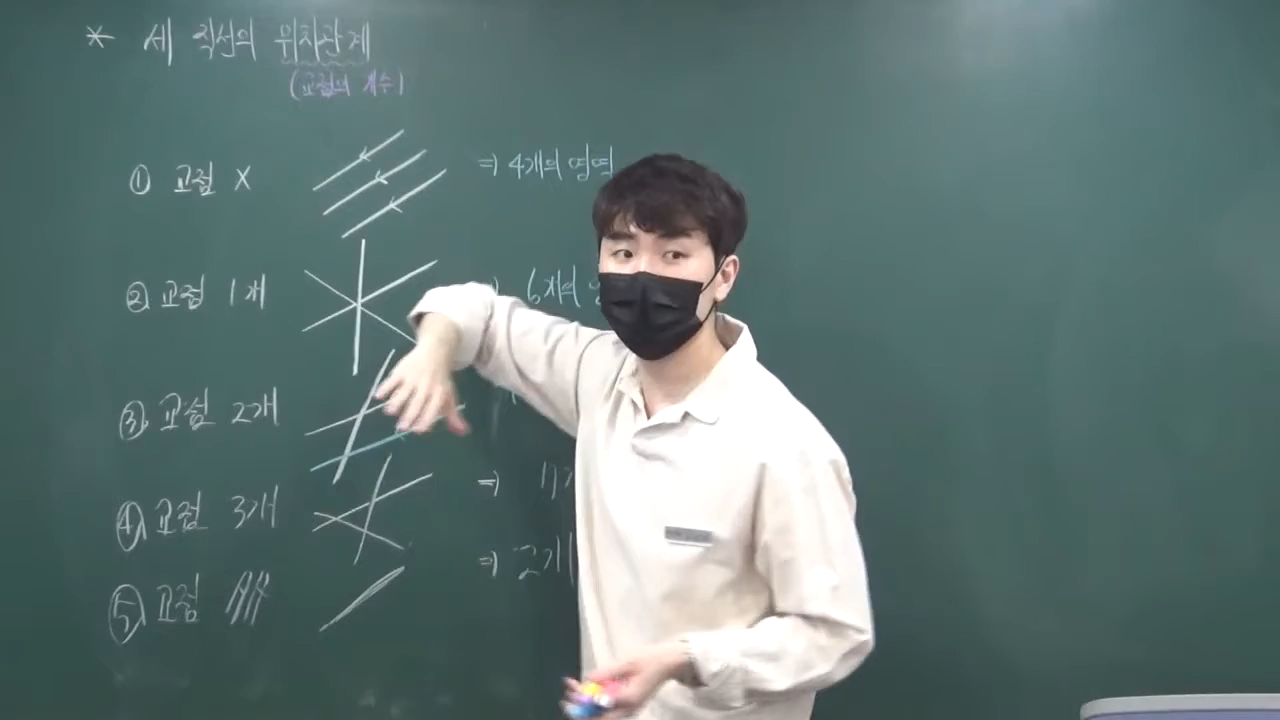 * 세 직선의 위치관계
(교점의 개수)
① 교점 X ⇒ 4개의 영역
② 교점 1개 ⇒ 6개의
③ 교점 2개
④ 교점 3개 ⇒
⑤ 교점 ⇒ 2개